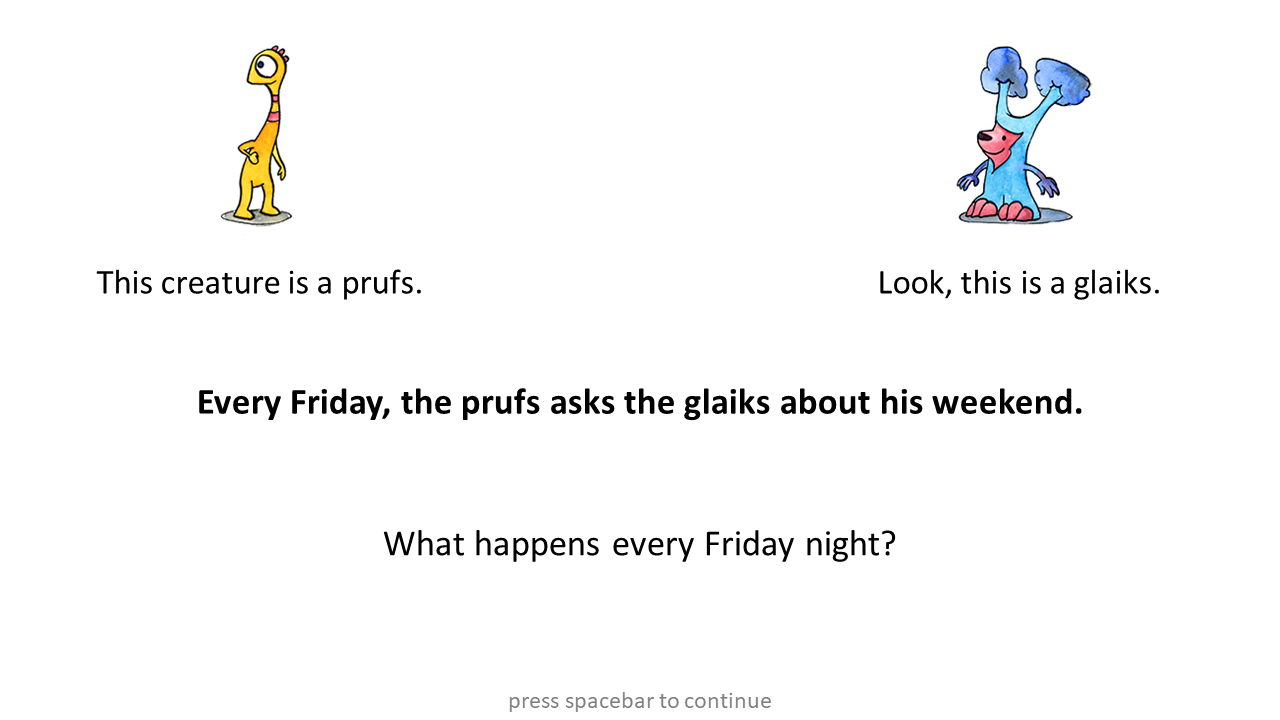 This creature is a prufs.
Look, this is a glaiks.
Every Friday, the prufs asks the glaiks about his weekend.
What happens every Friday night?
press spacebar to continue